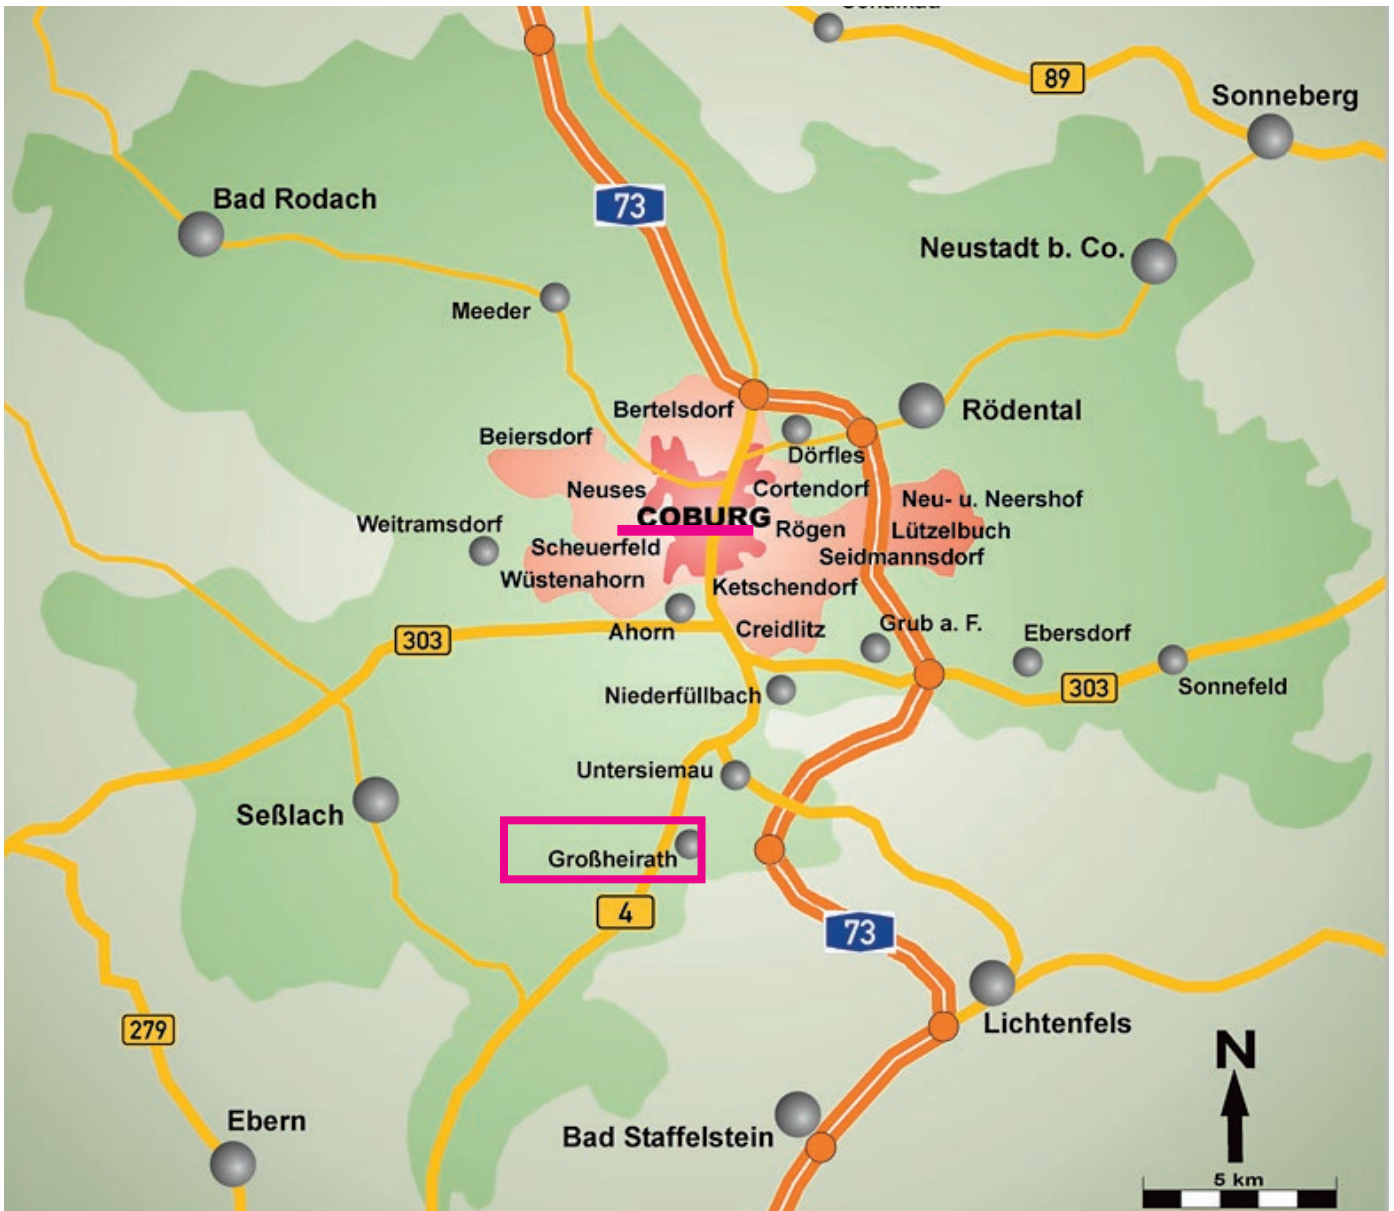 89
Sonneberg
73
Bad Rodach
Neustadt b. Co.
Meeder
Bertelsdorf
Rödental
Beiersdorf
Dörfles
Neuses
Cortendorf
Neu- u. Neershof
COBURG
Weitramsdorf
Rögen
Lützelbuch
Scheuerfeld
Seidmannsdorf
Wüstenahorn
Ketschendorf
303
Ahorn
Creidlitz
Grub a. F.
Ebersdorf
Niederfüllbach
303
Sonnefeld
Untersiemau
Seßlach
Großheirath
4
73
279
Lichtenfels
N
Ebern
Bad Staffelstein
5 km